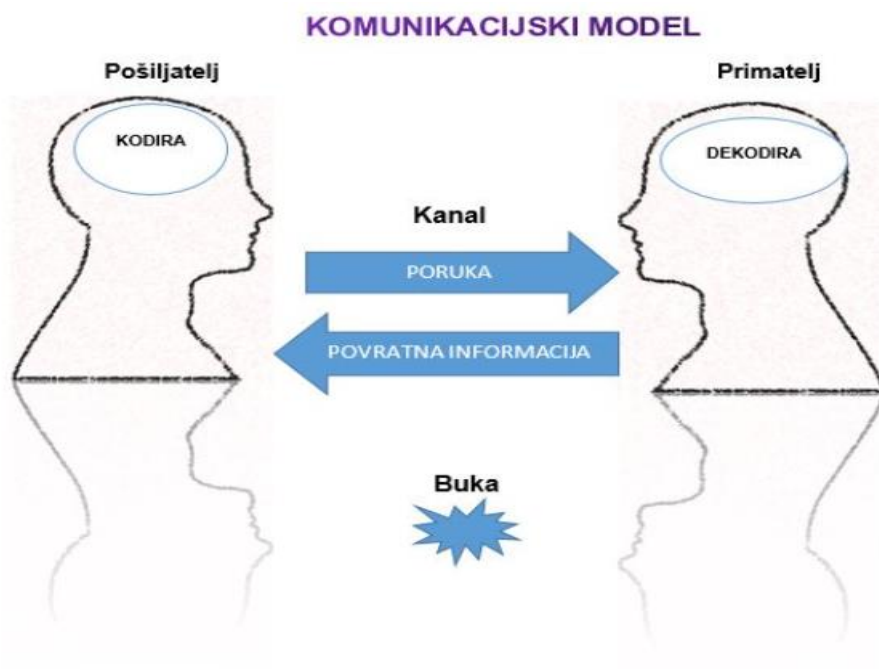 KOMUNIKACIJSKI MODEL
Pošiljatelj
Primatelj
KODIRA
DEKODIRA
Kanal
PORUKA
POVRATNA INFORMACIJA
Buka